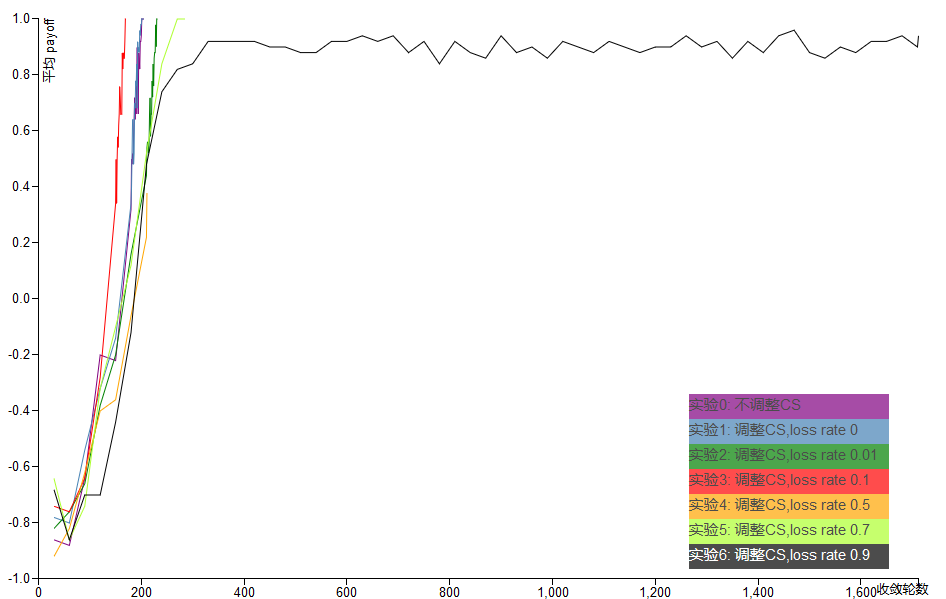 平均 payoff
1.0
0.8
0.6
0.4
0.2
0.0
-0.2
-0.4
-0.6
-0.8
-1.0
实验0: 不调整CS
实验1: 调整CS,loss rate 0
实验2: 调整CS,loss rate 0.01
实验3: 调整CS,loss rate 0.1
实验4: 调整CS,loss rate 0.5
实验5: 调整CS,loss rate 0.7
实验6: 调整CS,loss rate 0.9
0 200 400 600 800 1,000 1,200 1,400 1,600 收敛轮数